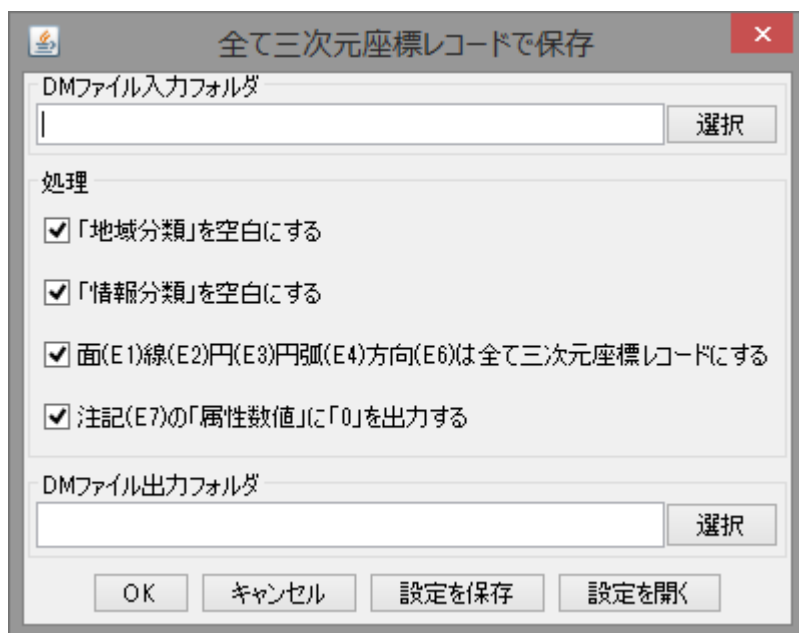 全て三次元座標レコードで保存
DMファイル入力フォルダ
選択
処理
「地域分類」を空白にする
「情報分類」を空白にする
面(E1)線(E2)円(E3)円弧(E4)方向(E6)は全て三次元座標レコードにする
注記(E7)の「属性数値」に「0」を出力する
DMファイル出力フォルダ
選択
OK キャンセル 設定を保存 設定を開く